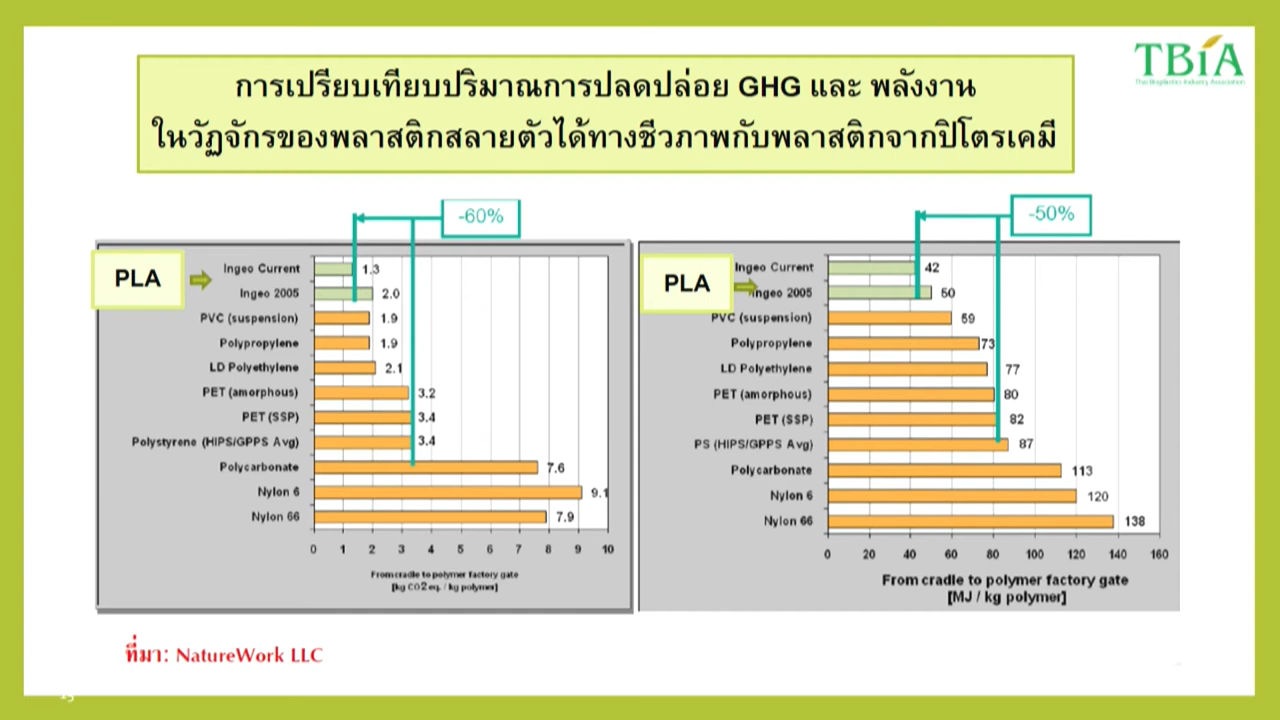 TBiA
Thai Bioplastics Industry Association
การเปรียบเทียบปริมาณการปลดปล่อย GHG และ พลังงาน
ในวัฏจักรของพลาสติกสลายตัวได้ทางชีวภาพกับพลาสติกจากปิโตรเคมี
-60%
PLA
Ingeo Current 1.3
Ingeo 2005 2.0
PVC (suspension) 1.9
Polypropylene 1.9
LD Polyethylene 2.1
PET (amorphous) 3.2
PET (SSP) 3.4
Polystyrene (HIPS/GPPS Avg) 3.4
Polycarbonate 7.6
Nylon 6 9.1
Nylon 66 7.9
0 1 2 3 4 5 6 7 8 9 10
From cradle to polymer factory gate
[kg CO2 eq. / kg polymer]
-50%
PLA
Ingeo Current 42
Ingeo 2005 50
PVC (suspension) 59
Polypropylene 73
LD Polyethylene 77
PET (amorphous) 80
PET (SSP) 82
PS (HIPS/GPPS Avg) 87
Polycarbonate 113
Nylon 6 120
Nylon 66 138
0 20 40 60 80 100 120 140 160
From cradle to polymer factory gate
[MJ / kg polymer]
ที่มา: NatureWork LLC